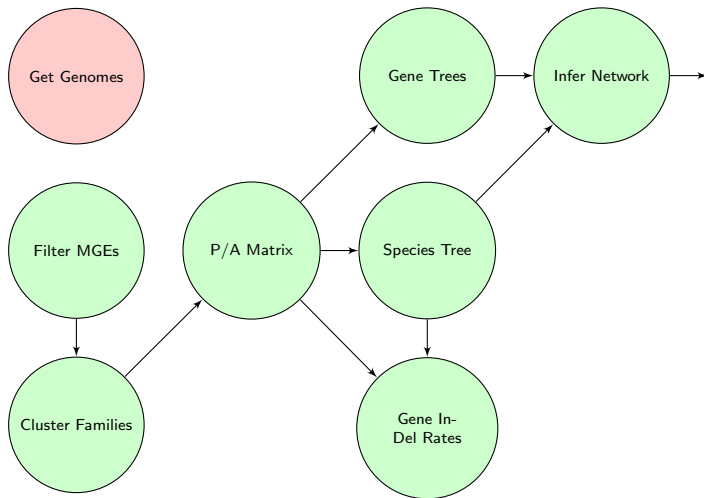 Get Genomes
Gene Trees
Infer Network
Filter MGEs
P/A Matrix
Species Tree
Cluster Families
Gene In-
Del Rates